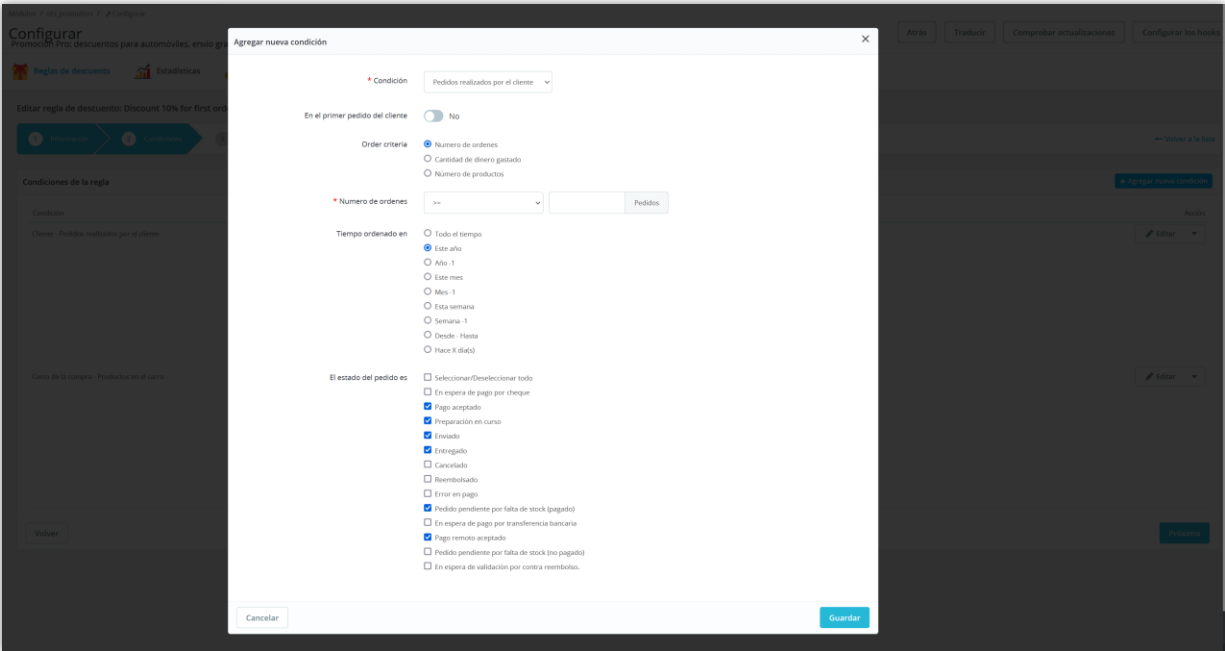 Módulos / ets_promotion / Configurar
Configurar
Promoción Pro: descuentos para automóviles, envío gra
Atrás
Traducir
Comprobar actualizaciones
Configurar los hooks
Reglas de descuento
Estadísticas
Editar regla de descuento: Discount 10% for first ord
1 Información
2 Condiciones
Volver a la lista
Condiciones de la regla
+ Agregar nueva condición
Condición
Acción
Cliente - Pedidos realizados por el cliente
Editar
Carro de la compra - Productos en el carro
Editar
Volver
Próximo
Agregar nueva condición
×
* Condición
Pedidos realizados por el cliente
En el primer pedido del cliente
No
Order criteria
Numero de ordenes
Cantidad de dinero gastado
Número de productos
* Numero de ordenes
>=
Pedidos
Tiempo ordenado en
Todo el tiempo
Este año
Año -1
Este mes
Mes -1
Esta semana
Semana -1
Desde - Hasta
Hace X día(s)
El estado del pedido es
Seleccionar/Deseleccionar todo
En espera de pago por cheque
Pago aceptado
Preparación en curso
Enviado
Entregado
Cancelado
Reembolsado
Error en pago
Pedido pendiente por falta de stock (pagado)
En espera de pago por transferencia bancaria
Pago remoto aceptado
Pedido pendiente por falta de stock (no pagado)
En espera de validación por contra reembolso.
Cancelar
Guardar